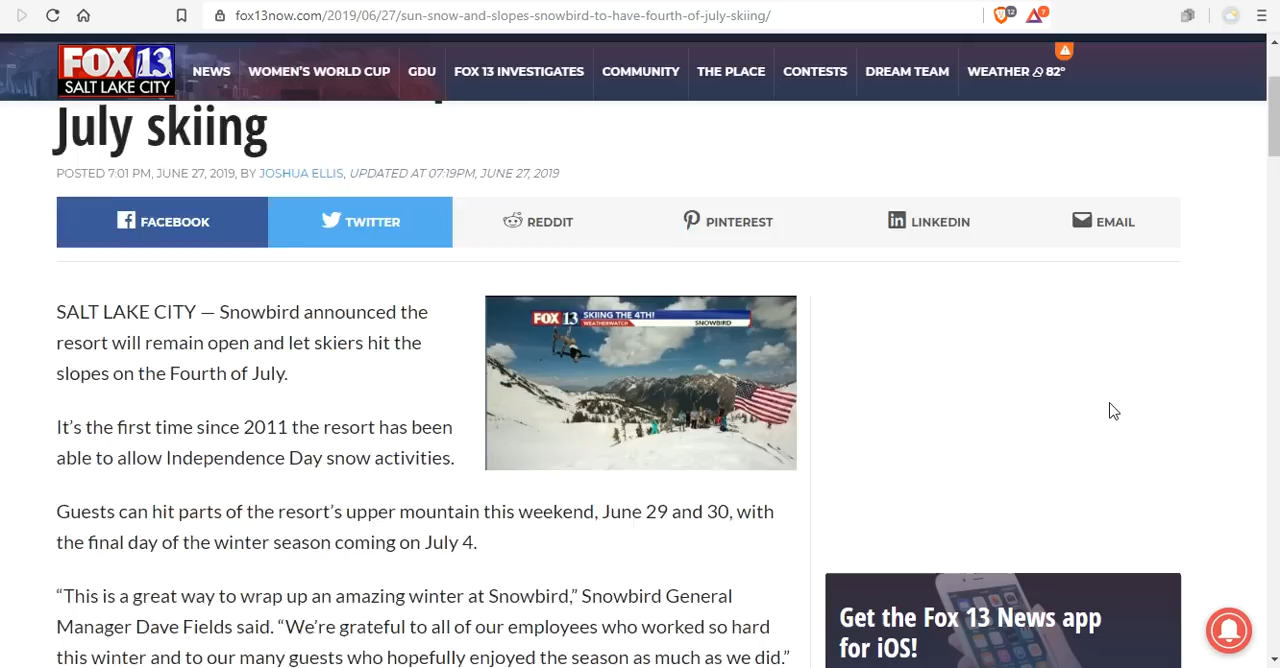 fox13now.com/2019/06/27/sun-snow-and-slopes-snowbird-to-have-fourth-of-july-skiing/
12
7
FOX 13
SALT LAKE CITY
NEWS
WOMEN'S WORLD CUP
GDU
FOX 13 INVESTIGATES
COMMUNITY
THE PLACE
CONTESTS
DREAM TEAM
WEATHER 82°
July skiing
POSTED 7:01 PM, JUNE 27, 2019, BY JOSHUA ELLIS, UPDATED AT 07:19PM, JUNE 27, 2019
FACEBOOK
TWITTER
REDDIT
PINTEREST
LINKEDIN
EMAIL
SALT LAKE CITY — Snowbird announced the
resort will remain open and let skiers hit the
slopes on the Fourth of July.
FOX 13
SKIING THE 4TH!
WEATHERWATCH
SNOWBIRD
It's the first time since 2011 the resort has been
able to allow Independence Day snow activities.
Guests can hit parts of the resort's upper mountain this weekend, June 29 and 30, with
the final day of the winter season coming on July 4.
“This is a great way to wrap up an amazing winter at Snowbird,” Snowbird General
Manager Dave Fields said. “We're grateful to all of our employees who worked so hard
this winter and to our many guests who hopefully enjoyed the season as much as we did.”
Get the Fox 13 News app
for iOS!